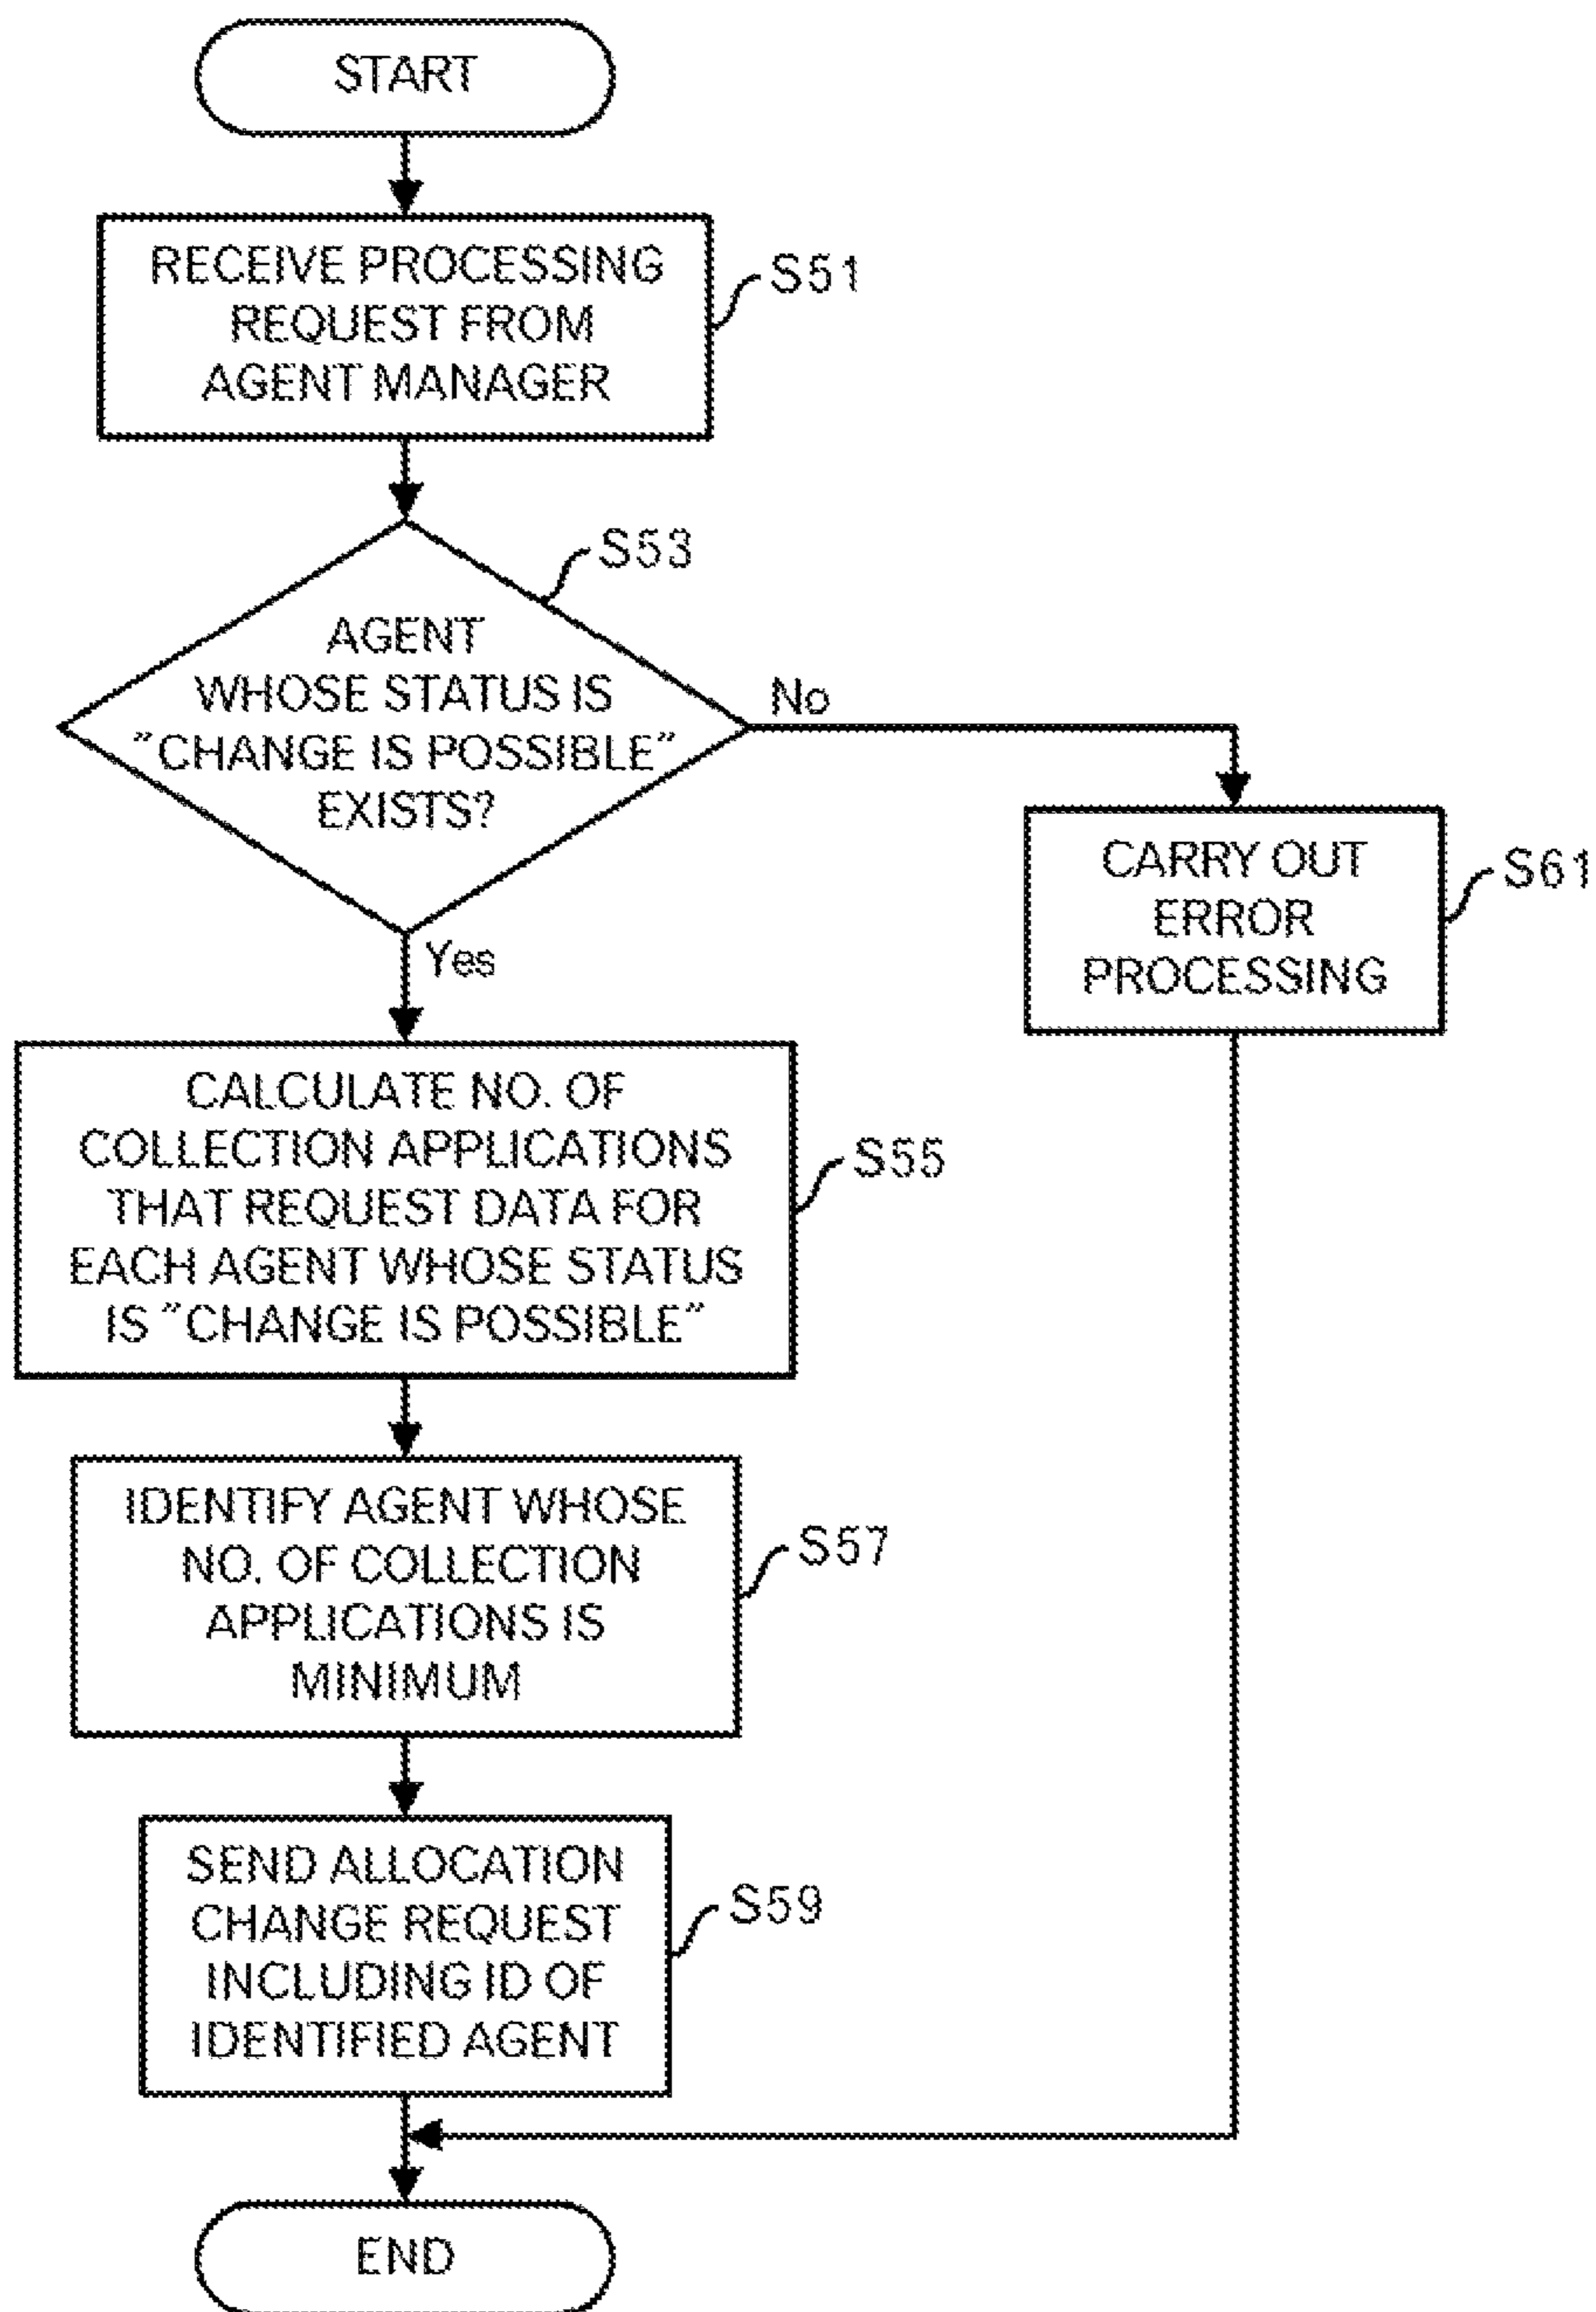 START
RECEIVE PROCESSING
REQUEST FROM
AGENT MANAGER
S51
S53
AGENT
WHOSE STATUS IS
"CHANGE IS POSSIBLE"
EXISTS?
No
Yes
CARRY OUT
ERROR
PROCESSING
S61
CALCULATE NO. OF
COLLECTION APPLICATIONS
THAT REQUEST DATA FOR
EACH AGENT WHOSE STATUS
IS "CHANGE IS POSSIBLE"
S55
IDENTIFY AGENT WHOSE
NO. OF COLLECTION
APPLICATIONS IS
MINIMUM
S57
SEND ALLOCATION
CHANGE REQUEST
INCLUDING ID OF
IDENTIFIED AGENT
S59
END